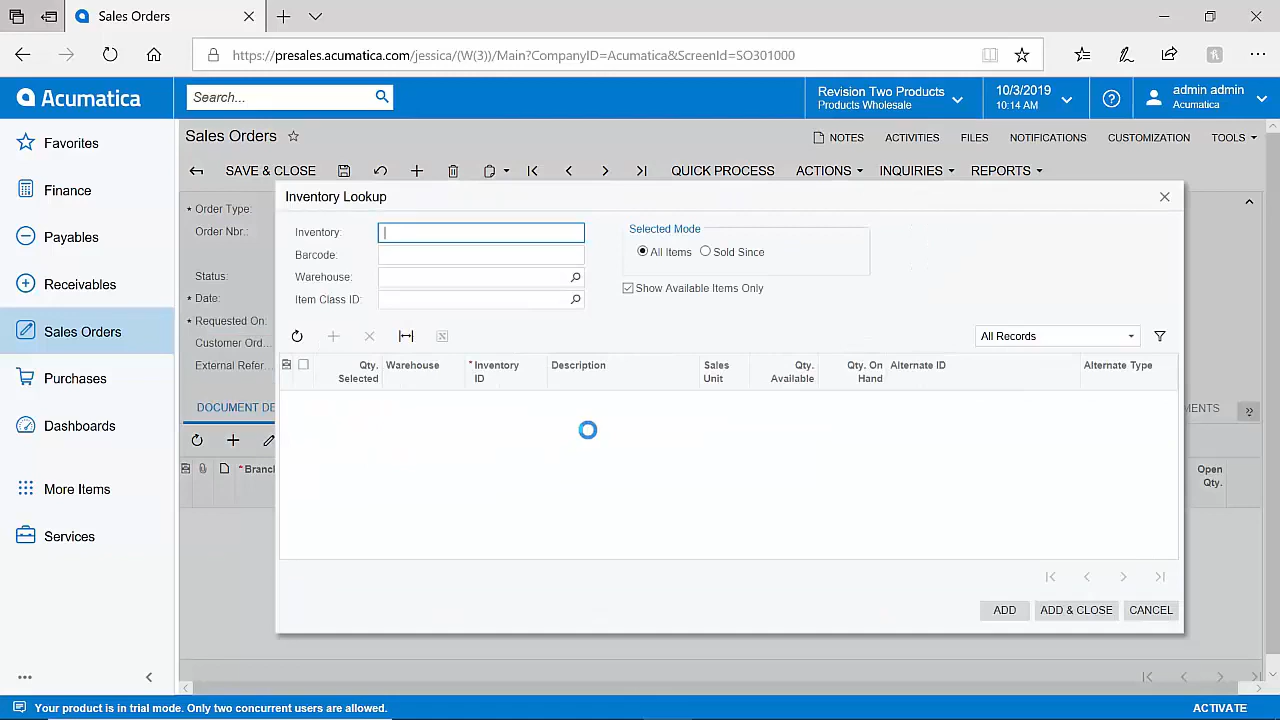 Sales Orders
https://presales.acumatica.com/jessica/(W(3))/Main?CompanyID=Acumatica&ScreenId=SO301000
Acumatica
Search...
Revision Two Products
Products Wholesale
10/3/2019
10:14 AM
admin admin
Acumatica
Favorites
Finance
Payables
Receivables
Sales Orders
Purchases
Dashboards
More Items
Services
Sales Orders
NOTES
ACTIVITIES
FILES
NOTIFICATIONS
CUSTOMIZATION
TOOLS
SAVE & CLOSE
QUICK PROCESS
ACTIONS
INQUIRIES
REPORTS
* Order Type:
Order Nbr.:
Status:
* Date:
* Requested On:
Customer Ord...
External Refer...
DOCUMENT DE
MENTS
* Branch
Open
Qty.
Inventory Lookup
Inventory:
Barcode:
Warehouse:
Item Class ID:
Selected Mode
All Items
Sold Since
Show Available Items Only
All Records
Qty.
Selected
Warehouse
* Inventory
ID
Description
Sales
Unit
Qty.
Available
Qty. On
Hand
Alternate ID
Alternate Type
ADD
ADD & CLOSE
CANCEL
Your product is in trial mode. Only two concurrent users are allowed.
ACTIVATE